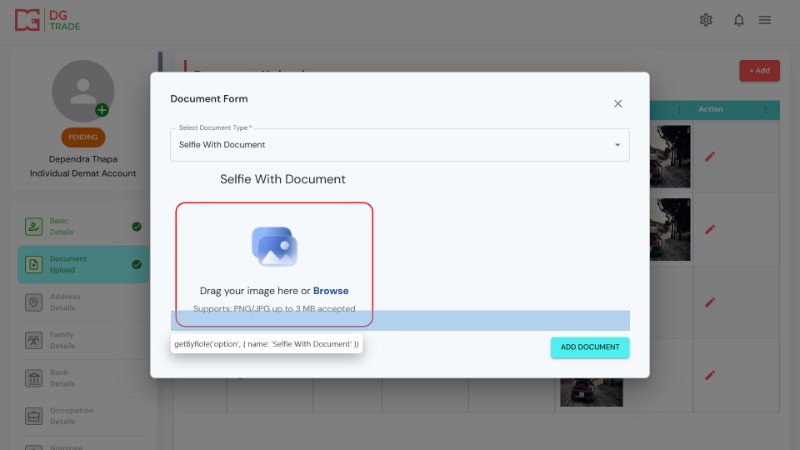 DG
TRADE
+ Add
Action
Document Form
Select Document Type *
Selfie With Document
Selfie With Document
Drag your image here or Browse
Supports: PNG/JPG up to 3 MB accepted
getByRole('option', { name: 'Selfie With Document' })
ADD DOCUMENT
PENDING
Dependra Thapa
Individual Demat Account
Basic
Details
Document
Upload
Address
Details
Family
Details
Bank
Details
Occupation
Details
Nominee